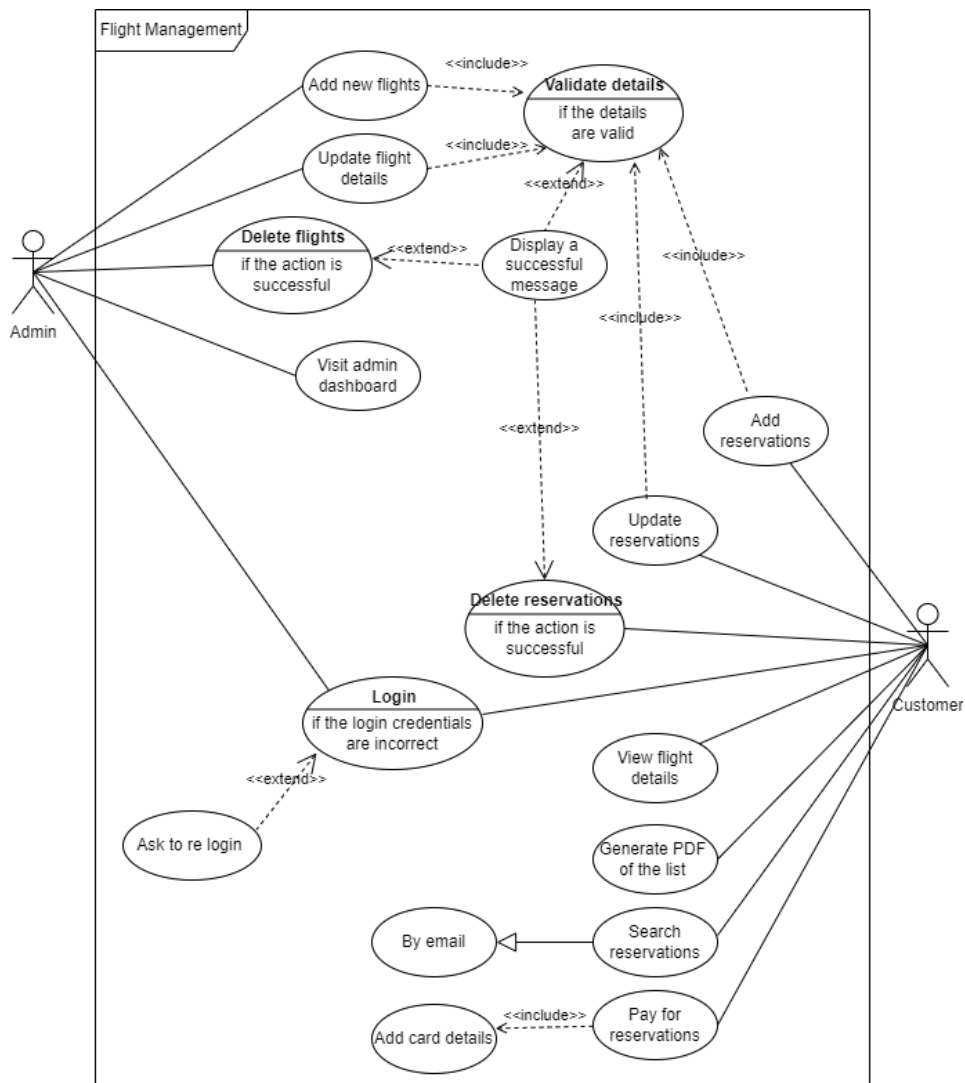 Flight Management
<<include>>
Add new flights
Validate details
if the details
are valid
<<include>>
Update flight
details
<<extend>>
Delete flights
if the action is
successful
<<extend>>
Display a
successful
message
<<include>>
<<include>>
Admin
Visit admin
dashboard
<<extend>>
Add
reservations
Update
reservations
Delete reservations
if the action is
successful
Customer
Login
if the login credentials
are incorrect
<<extend>>
View flight
details
Ask to re login
Generate PDF
of the list
By email
Search
reservations
<<include>>
Add card details
Pay for
reservations